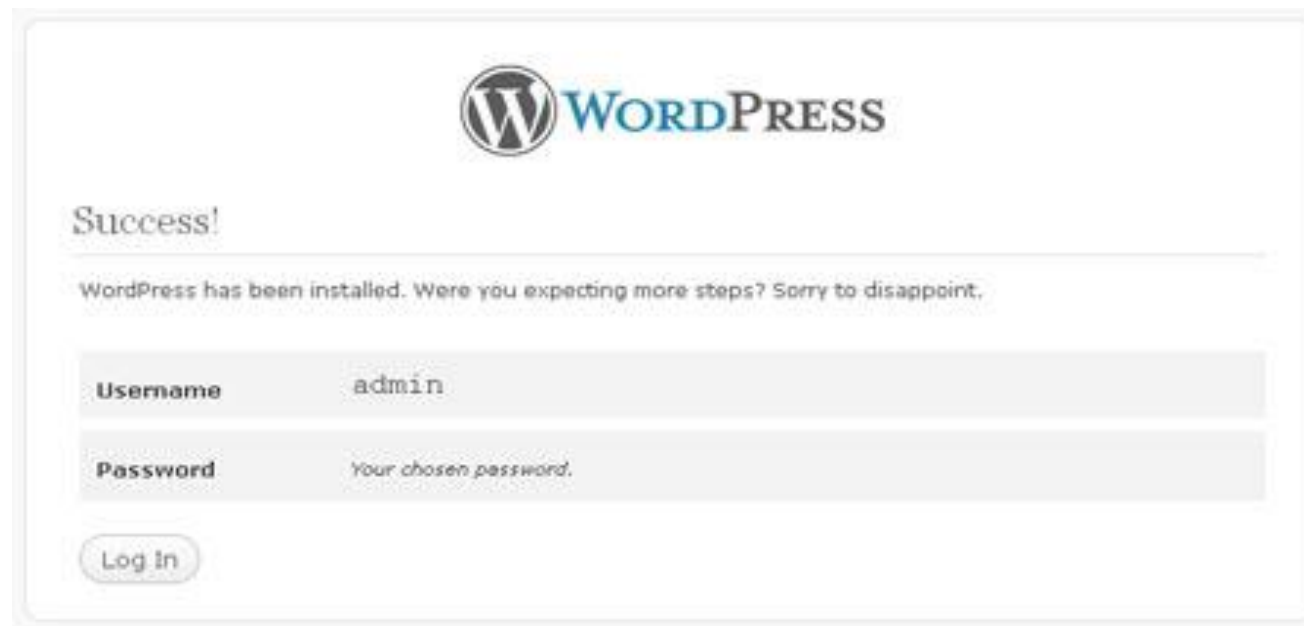 WORDPRESS
Success!
WordPress has been installed. Were you expecting more steps? Sorry to disappoint.
Username admin
Password Your chosen password.
Log In